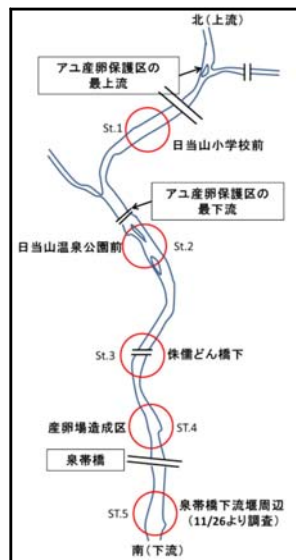 北(上流)
アユ産卵保護区の
最上流
St.1
日当山小学校前
アユ産卵保護区の
最下流
日当山温泉公園前
St.2
St.3
侏儒どん橋下
産卵場造成区
ST.4
泉帯橋
ST.5
泉帯橋下流堰周辺
(11/26より調査)
南(下流)